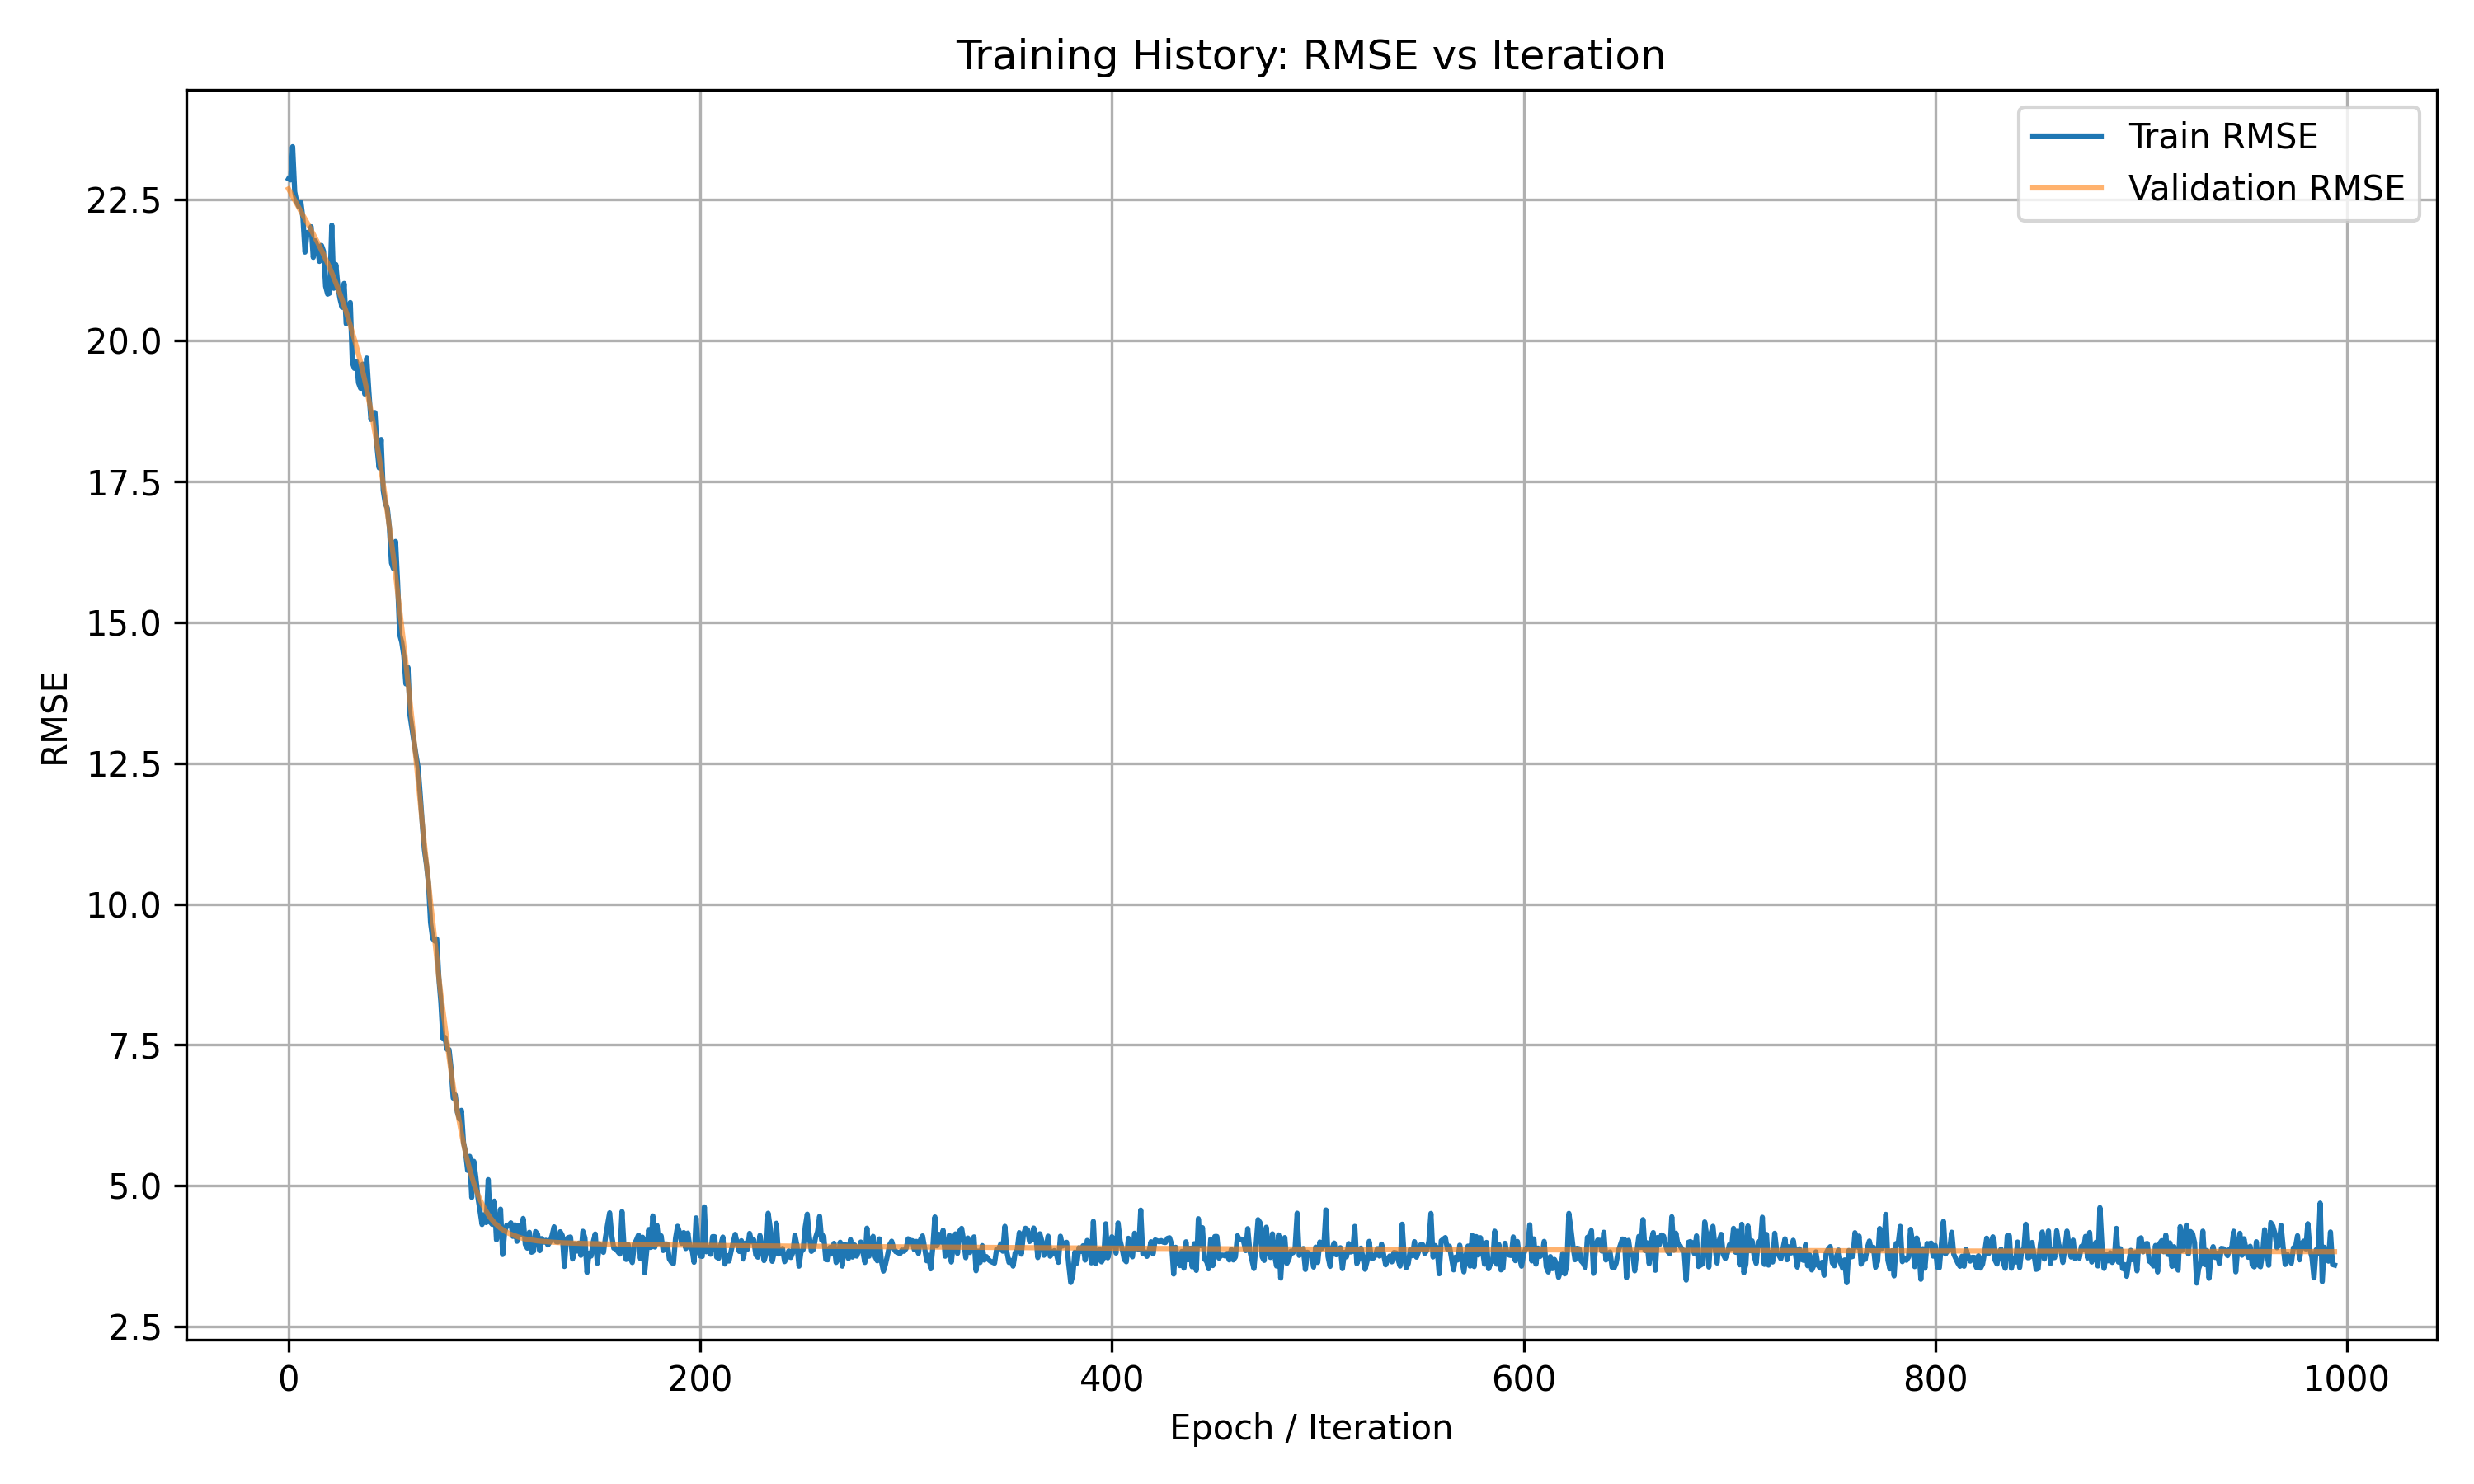 Training History: RMSE vs Iteration
Train RMSE
Validation RMSE
22.5
20.0
17.5
15.0
12.5
10.0
7.5
5.0
2.5
RMSE
0 200 400 600 800 1000
Epoch / Iteration